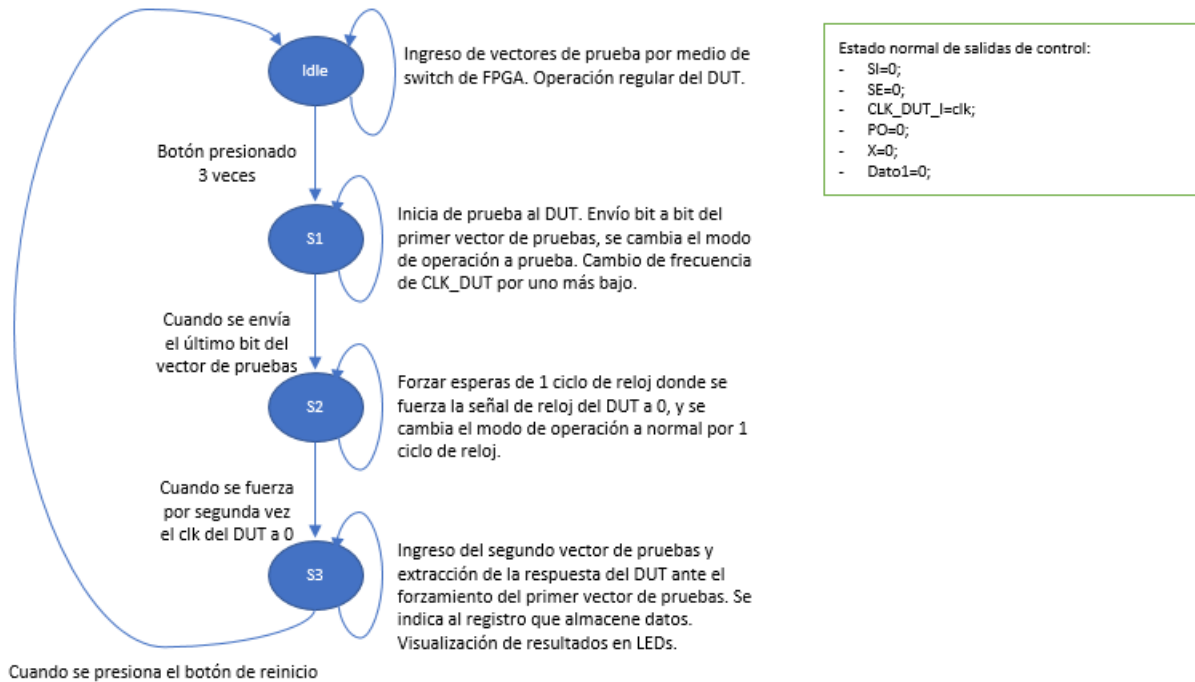 Idle
Ingreso de vectores de prueba por medio de
switch de FPGA. Operación regular del DUT.
Botón presionado
3 veces
S1
Inicia de prueba al DUT. Envío bit a bit del
primer vector de pruebas, se cambia el modo
de operación a prueba. Cambio de frecuencia
de CLK_DUT por uno más bajo.
Cuando se envía
el último bit del
vector de pruebas
S2
Forzar esperas de 1 ciclo de reloj donde se
fuerza la señal de reloj del DUT a 0, y se
cambia el modo de operación a normal por 1
ciclo de reloj.
Cuando se fuerza
por segunda vez
el clk del DUT a 0
S3
Ingreso del segundo vector de pruebas y
extracción de la respuesta del DUT ante el
forzamiento del primer vector de pruebas. Se
indica al registro que almacene datos.
Visualización de resultados en LEDs.
Cuando se presiona el botón de reinicio
Estado normal de salidas de control:
- SI=0;
- SE=0;
- CLK_DUT_I=clk;
- PO=0;
- X=0;
- Dato1=0;